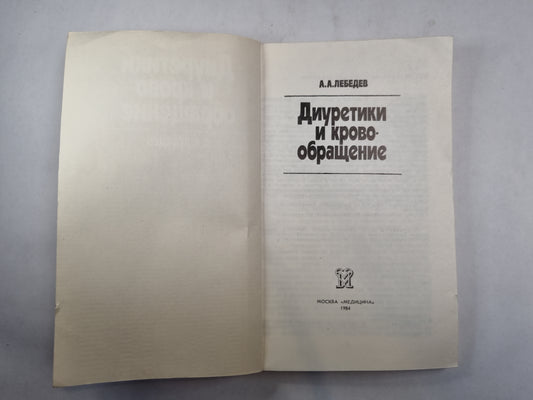 А.А.ЛЕБЕДЕВ
Диуретики
и крово-
обращение
МОСКВА «МЕДИЦИНА»
1984